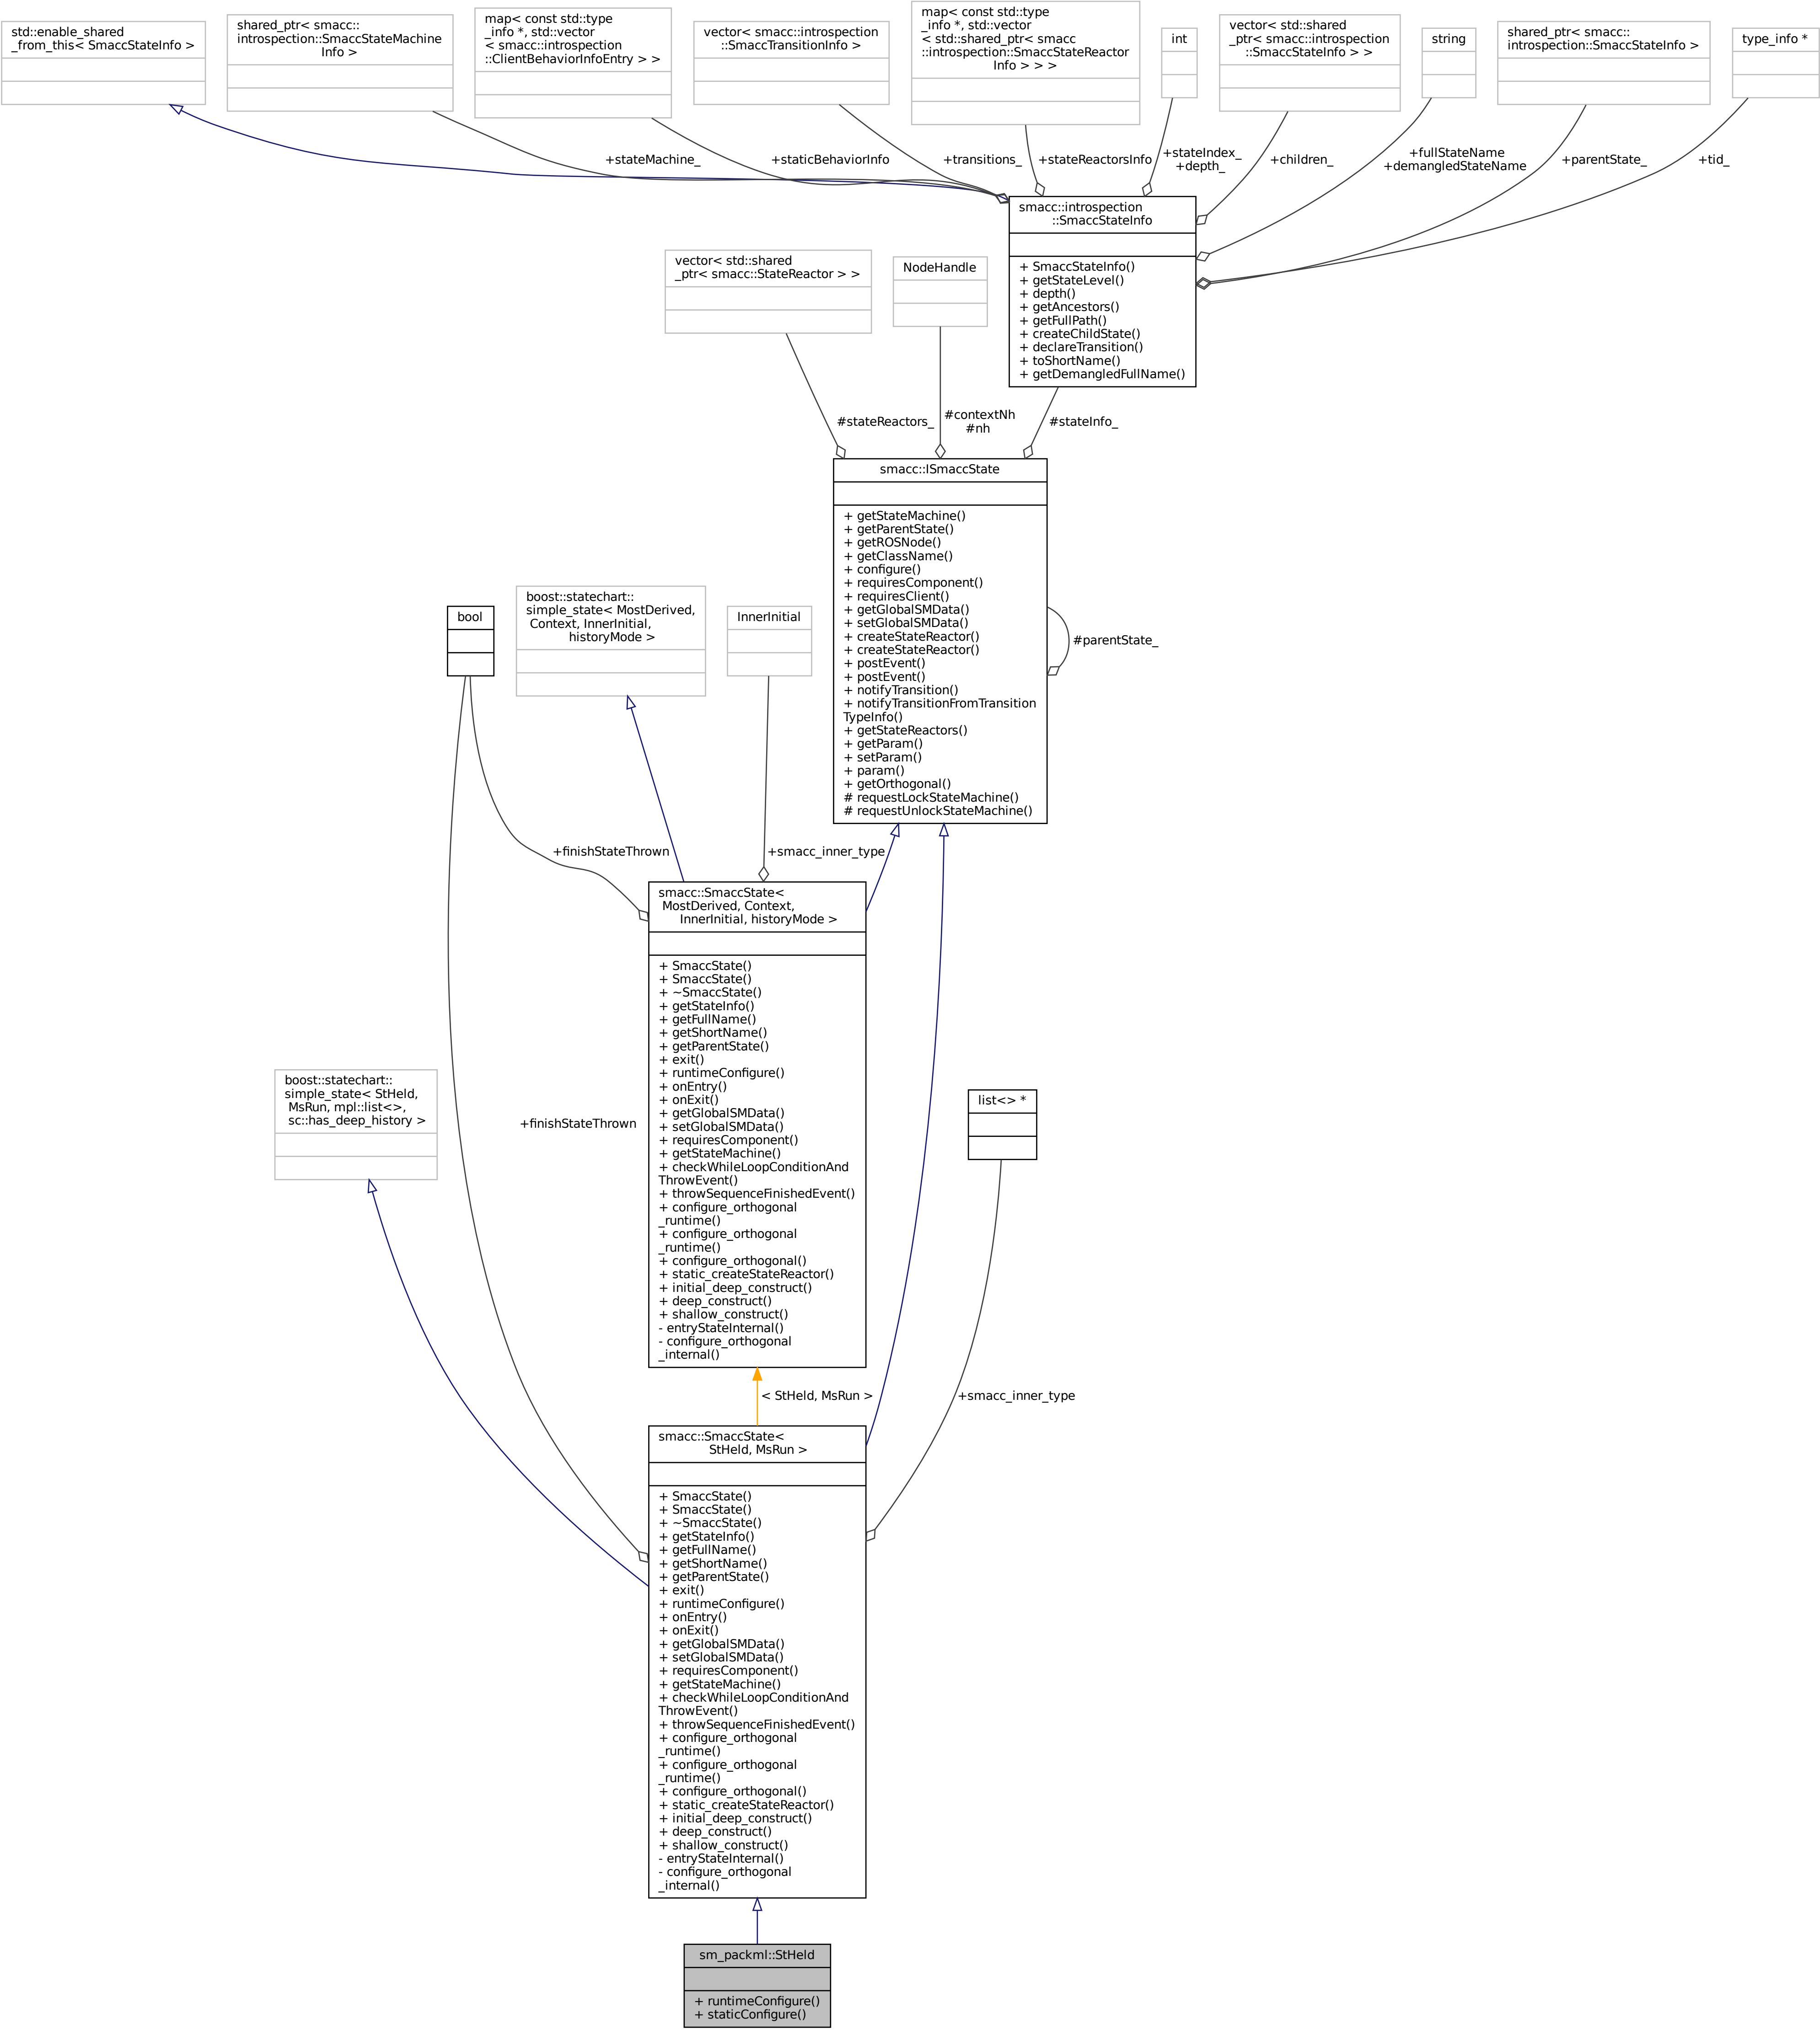 std::enable_shared
_from_this< SmaccStateInfo >
shared_ptr< smacc::
introspection::SmaccStateMachine
Info >
map< const std::type
_info *, std::vector
< smacc::introspection
::ClientBehaviorInfoEntry > >
vector< smacc::introspection
::SmaccTransitionInfo >
map< const std::type
_info *, std::vector
< std::shared_ptr< smacc
::introspection::SmaccStateReactor
Info > > >
int
vector< std::shared
_ptr< smacc::introspection
::SmaccStateInfo > >
string
shared_ptr< smacc::
introspection::SmaccStateInfo >
type_info *
+stateMachine_
+staticBehaviorInfo
+transitions_
+stateReactorsInfo
+stateIndex_
+depth_
+children_
+fullStateName
+demangledStateName
+parentState_
+tid_
smacc::introspection
::SmaccStateInfo
+ SmaccStateInfo()
+ getStateLevel()
+ depth()
+ getAncestors()
+ getFullPath()
+ createChildState()
+ declareTransition()
+ toShortName()
+ getDemangledFullName()
vector< std::shared
_ptr< smacc::StateReactor > >
NodeHandle
#stateReactors_
#contextNh
#nh
#stateInfo_
smacc::ISmaccState
+ getStateMachine()
+ getParentState()
+ getROSNode()
+ getClassName()
+ configure()
+ requiresComponent()
+ requiresClient()
+ getGlobalSMData()
+ setGlobalSMData()
+ createStateReactor()
+ createStateReactor()
+ postEvent()
+ postEvent()
+ notifyTransition()
+ notifyTransitionFromTransition
TypeInfo()
+ getStateReactors()
+ getParam()
+ setParam()
+ param()
+ getOrthogonal()
# requestLockStateMachine()
# requestUnlockStateMachine()
#parentState_
bool
boost::statechart::
simple_state< MostDerived,
Context, InnerInitial,
historyMode >
InnerInitial
+finishStateThrown
+smacc_inner_type
smacc::SmaccState<
MostDerived, Context,
InnerInitial, historyMode >
+ SmaccState()
+ SmaccState()
+ ~SmaccState()
+ getStateInfo()
+ getFullName()
+ getShortName()
+ getParentState()
+ exit()
+ runtimeConfigure()
+ onEntry()
+ onExit()
+ getGlobalSMData()
+ setGlobalSMData()
+ requiresComponent()
+ getStateMachine()
+ checkWhileLoopConditionAnd
ThrowEvent()
+ throwSequenceFinishedEvent()
+ configure_orthogonal
_runtime()
+ configure_orthogonal
_runtime()
+ configure_orthogonal()
+ static_createStateReactor()
+ initial_deep_construct()
+ deep_construct()
+ shallow_construct()
- entryStateInternal()
- configure_orthogonal
_internal()
boost::statechart::
simple_state< StHeld,
MsRun, mpl::list<>,
sc::has_deep_history >
+finishStateThrown
list<> *
< StHeld, MsRun >
+smacc_inner_type
smacc::SmaccState<
StHeld, MsRun >
+ SmaccState()
+ SmaccState()
+ ~SmaccState()
+ getStateInfo()
+ getFullName()
+ getShortName()
+ getParentState()
+ exit()
+ runtimeConfigure()
+ onEntry()
+ onExit()
+ getGlobalSMData()
+ setGlobalSMData()
+ requiresComponent()
+ getStateMachine()
+ checkWhileLoopConditionAnd
ThrowEvent()
+ throwSequenceFinishedEvent()
+ configure_orthogonal
_runtime()
+ configure_orthogonal
_runtime()
+ configure_orthogonal()
+ static_createStateReactor()
+ initial_deep_construct()
+ deep_construct()
+ shallow_construct()
- entryStateInternal()
- configure_orthogonal
_internal()
sm_packml::StHeld
+ runtimeConfigure()
+ staticConfigure()